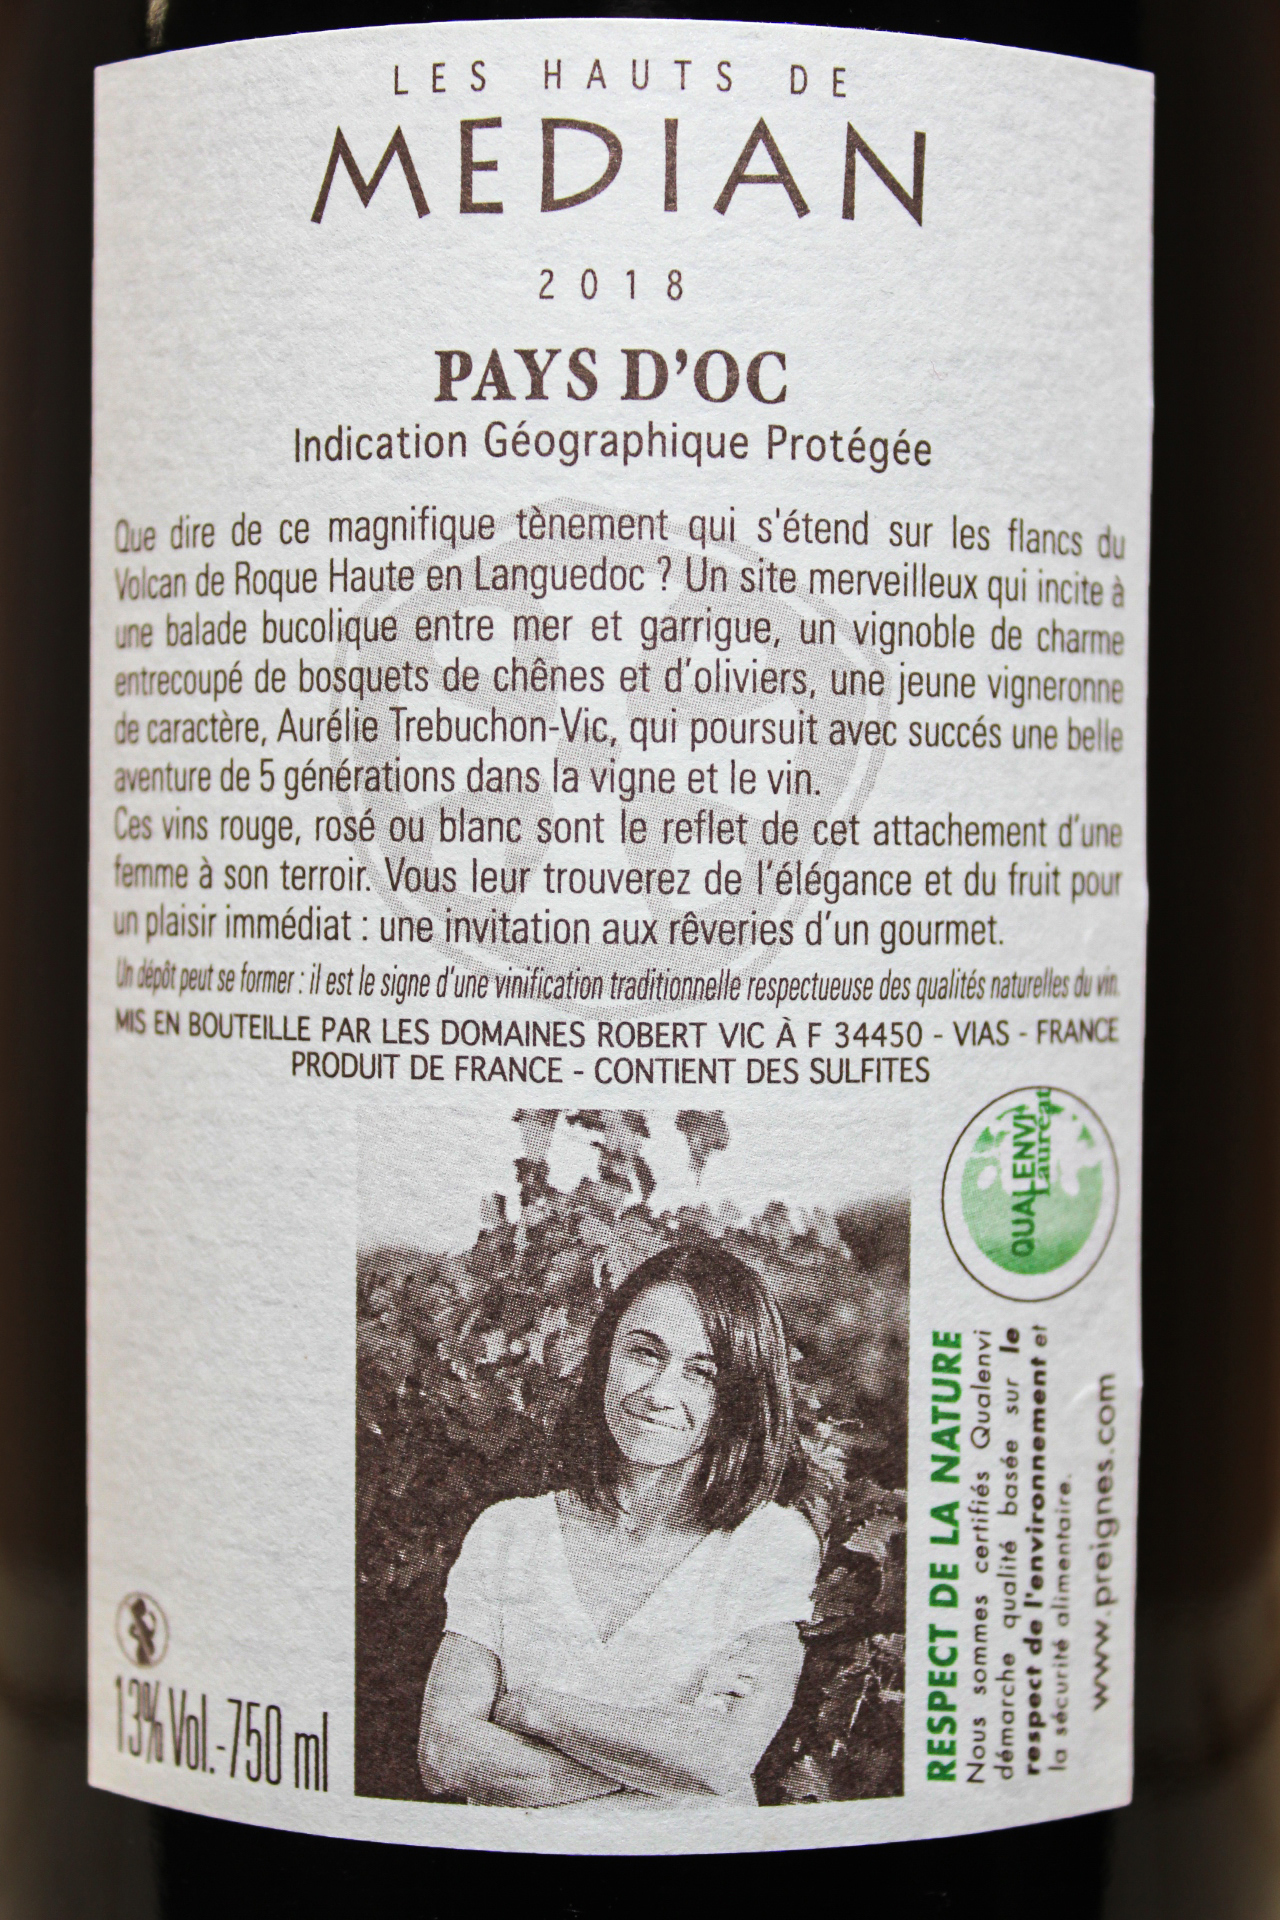 LES HAUTS DE
MEDIAN
2018
PAYS D'OC
Indication Géographique Protégée
Que dire de ce magnifique tènement qui s'étend sur les flancs du
Volcan de Roque Haute en Languedoc ? Un site merveilleux qui incite à
une balade bucolique entre mer et garrigue, un vignoble de charme
entrecoupé de bosquets de chênes et d'oliviers, une jeune vigneronne
de caractère, Aurélie Trebuchon-Vic, qui poursuit avec succés une belle
aventure de 5 générations dans la vigne et le vin.
Ces vins rouge, rosé ou blanc sont le reflet de cet attachement d'une
femme à son terroir. Vous leur trouverez de l'élégance et du fruit pour
un plaisir immédiat : une invitation aux rêveries d'un gourmet.
Un dépôt peut se former : il est le signe d'une vinification traditionnelle respectueuse des qualités naturelles du vin.
MIS EN BOUTEILLE PAR LES DOMAINES ROBERT VIC À F 34450 - VIAS - FRANCE
PRODUIT DE FRANCE - CONTIENT DES SULFITES
QUALENVI
Lauréat
RESPECT DE LA NATURE
Nous sommes certifiés Qualenvi
démarche qualité basée sur le
respect de l'environnement et
la sécurité alimentaire.
www.preignes.com
13% Vol.-750 ml